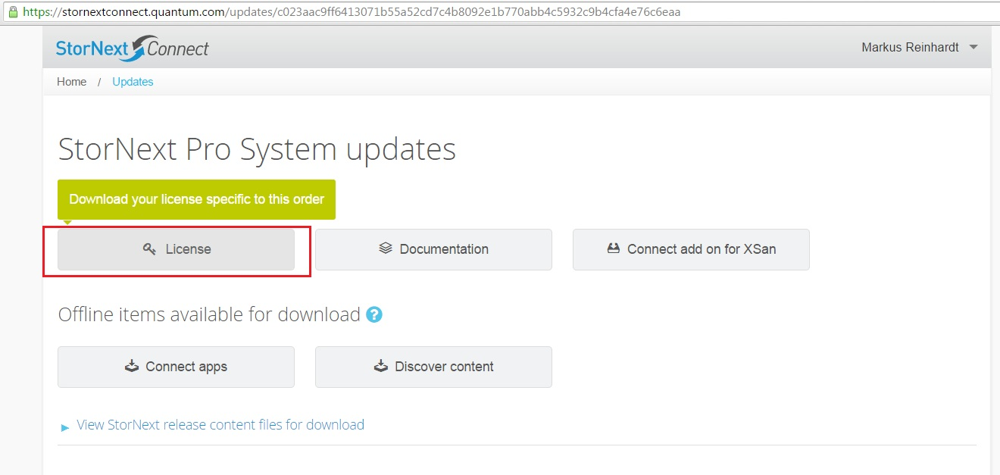 https://stornextconnect.quantum.com/updates/c023aac9ff6413071b55a52cd7c4b8092e1b770abb4c5932c9b4cfa4e76c6eaa
StorNext Connect
Markus Reinhardt
Home / Updates
StorNext Pro System updates
Download your license specific to this order
License
Documentation
Connect add on for XSan
Offline items available for download ?
Connect apps
Discover content
View StorNext release content files for download